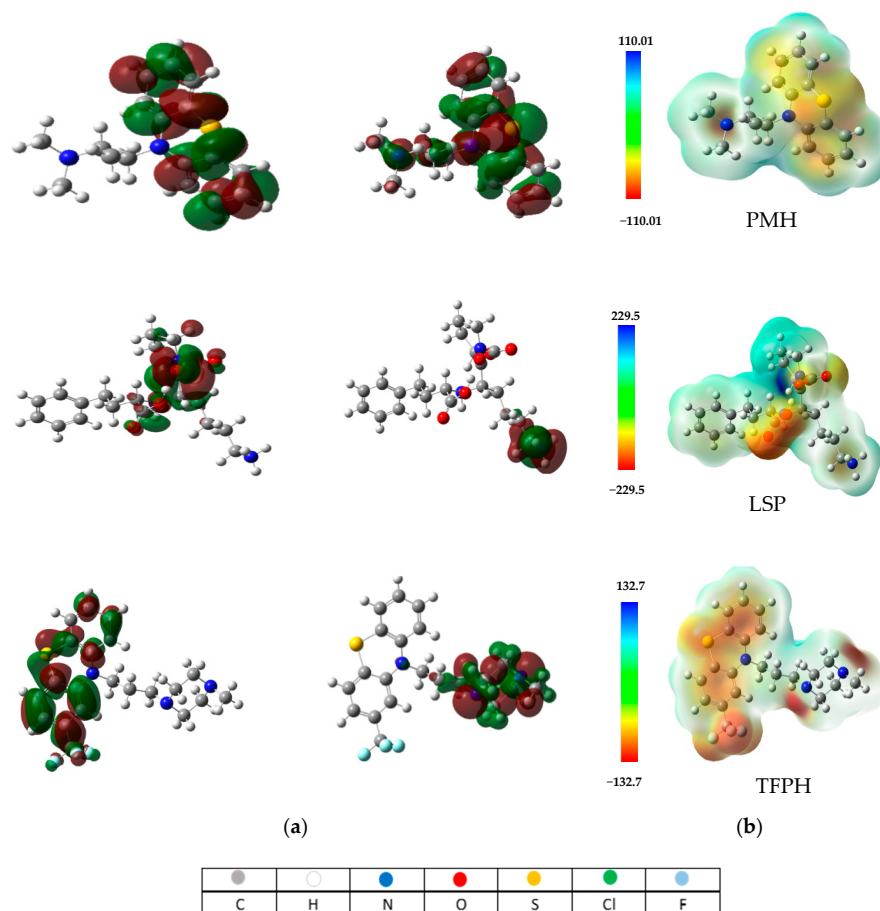 110.01
−110.01
PMH
229.5
−229.5
LSP
132.7
−132.7
TFPH
(a) (b)
C H N O S Cl F